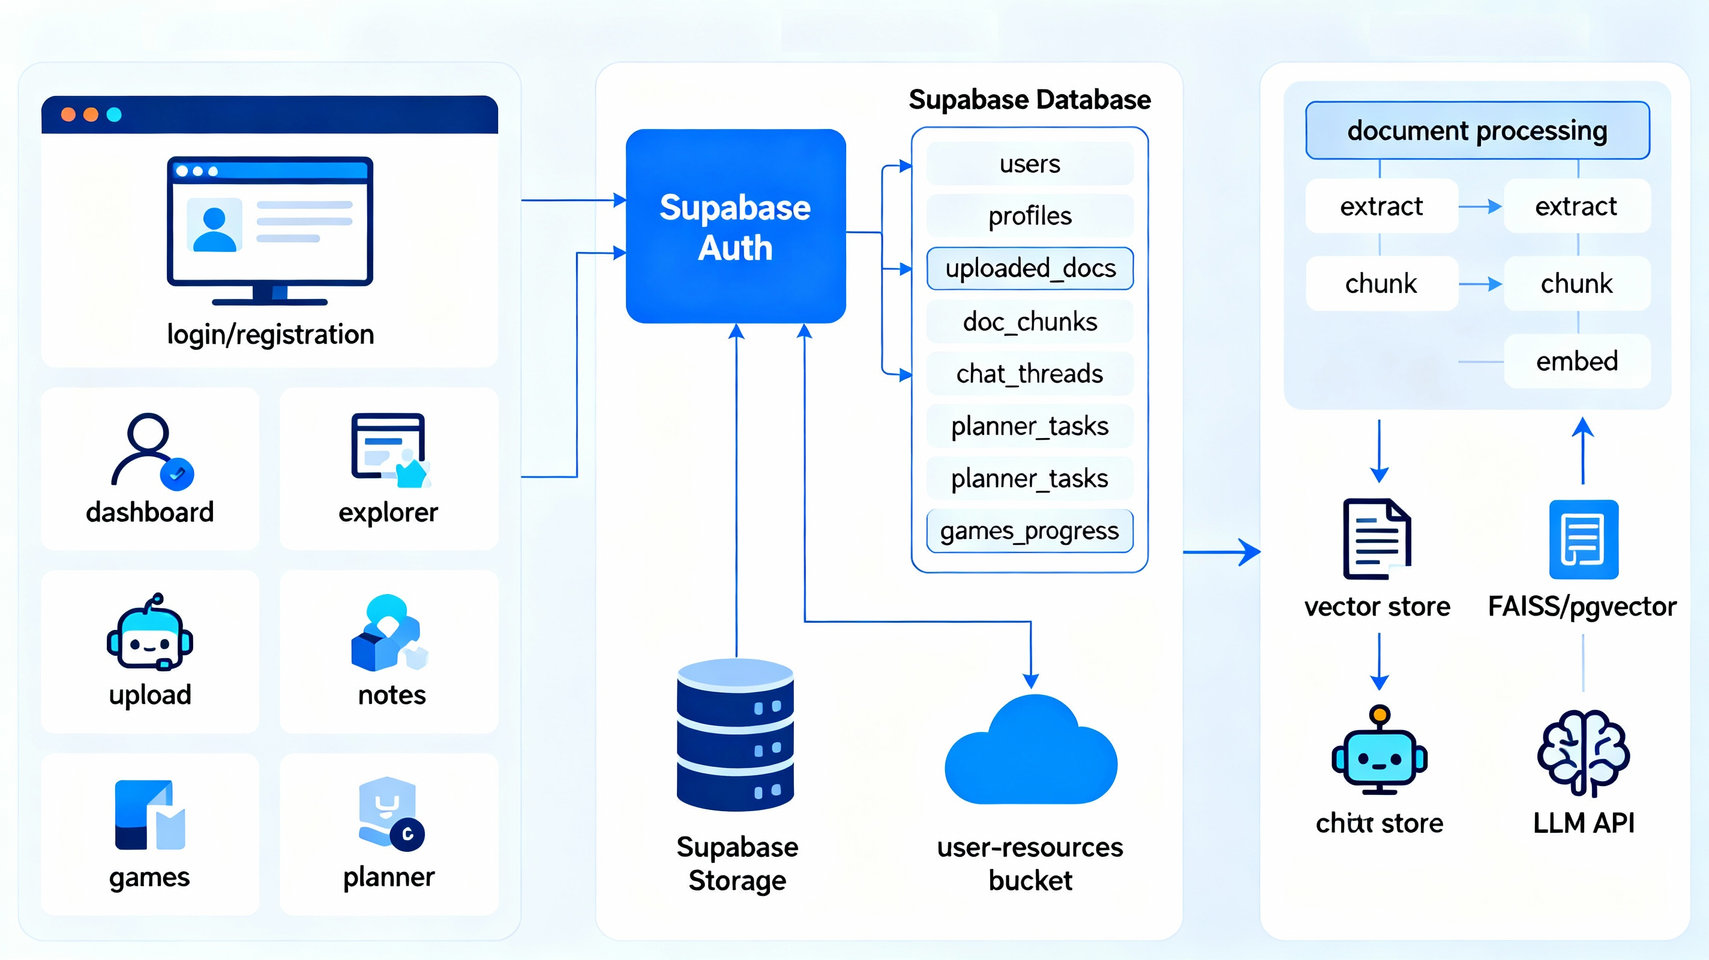 login/registration
dashboard
explorer
upload
notes
games
planner
Supabase
Auth
Supabase Database
users
profiles
uploaded_docs
doc_chunks
chat_threads
planner_tasks
planner_tasks
games_progress
Supabase
Storage
user-resources
bucket
document processing
extract
extract
chunk
chunk
embed
vector store
FAISS/pgvector
store
LLM API